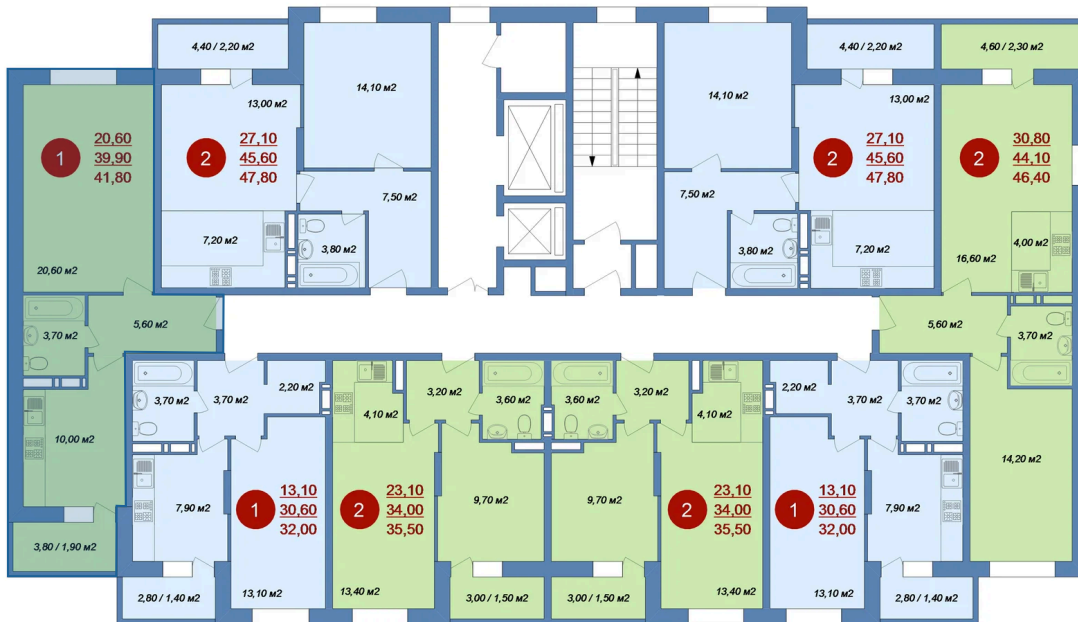 4,40 / 2,20 м2
14,10 м2
13,00 м2
2
27,10
45,60
47,80
7,50 м2
3,80 м2
7,20 м2
1
20,60
39,90
41,80
20,60 м2
3,70 м2
5,60 м2
10,00 м2
3,80 / 1,90 м2
14,10 м2
4,40 / 2,20 м2
13,00 м2
2
27,10
45,60
47,80
7,50 м2
3,80 м2
7,20 м2
4,60 / 2,30 м2
2
30,80
44,10
46,40
4,00 м2
16,60 м2
5,60 м2
3,70 м2
14,20 м2
3,70 м2
3,70 м2
2,20 м2
7,90 м2
1
13,10
30,60
32,00
13,10 м2
2,80 / 1,40 м2
4,10 м2
3,20 м2
3,60 м2
2
23,10
34,00
35,50
9,70 м2
13,40 м2
3,00 / 1,50 м2
3,60 м2
3,20 м2
4,10 м2
9,70 м2
2
23,10
34,00
35,50
13,40 м2
3,00 / 1,50 м2
2,20 м2
3,70 м2
3,70 м2
1
13,10
30,60
32,00
7,90 м2
13,10 м2
2,80 / 1,40 м2